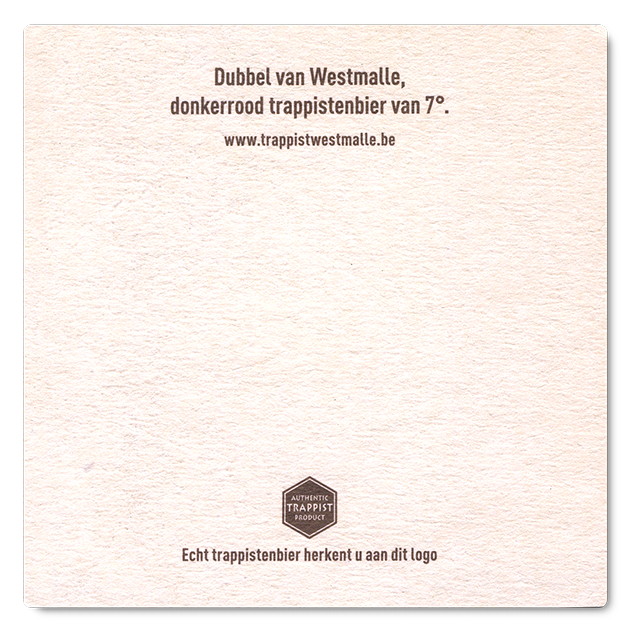 Dubbel van Westmalle,
donkerrood trappistenbier van 7°.
www.trappistwestmalle.be
AUTHENTIC
TRAPPIST
PRODUCT
Echt trappistenbier herkent u aan dit logo